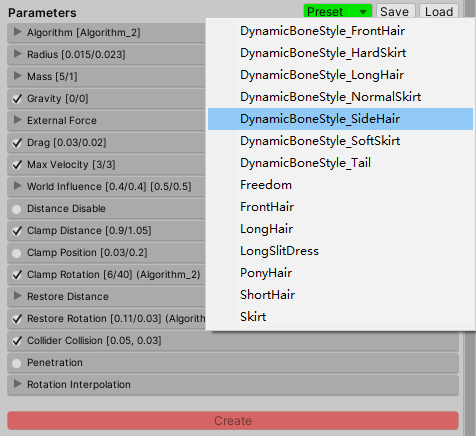 Parameters
Preset
Save
Load
Algorithm [Algorithm_2]
Radius [0.015/0.023]
Mass [5/1]
Gravity [0/0]
External Force
Drag [0.03/0.02]
Max Velocity [3/3]
World Influence [0.4/0.4] [0.5/0.5]
Distance Disable
Clamp Distance [0.9/1.05]
Clamp Position [0.03/0.2]
Clamp Rotation [6/40] (Algorithm_2)
Restore Distance
Restore Rotation [0.11/0.03] (Algorith
Collider Collision [0.05, 0.03]
Penetration
Rotation Interpolation
Create
DynamicBoneStyle_FrontHair
DynamicBoneStyle_HardSkirt
DynamicBoneStyle_LongHair
DynamicBoneStyle_NormalSkirt
DynamicBoneStyle_SideHair
DynamicBoneStyle_SoftSkirt
DynamicBoneStyle_Tail
Freedom
FrontHair
LongHair
LongSlitDress
PonyHair
ShortHair
Skirt